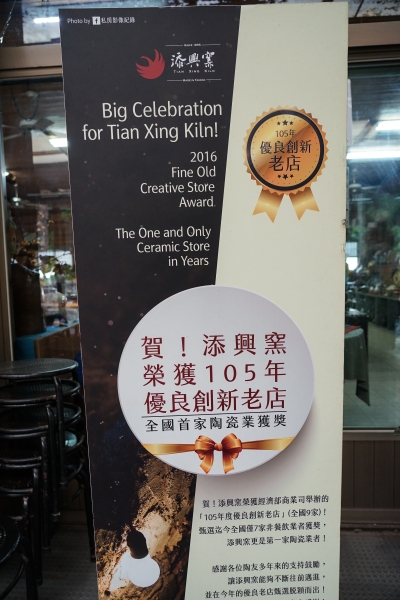 Photo by f 私房影像紀錄
添興窯
TIAN XING KILN
Big Celebration
for Tian Xing Kiln!
2016
Fine Old
Creative Store
Award.
The One and Only
Ceramic Store
in Years
105年
優良創新
老店
賀！添興窯
榮獲105年
優良創新老店
全國首家陶瓷業獲獎
賀！添興窯榮獲經濟部商業司舉辦的
「105年度優良創新老店」(全國9家)！
甄選迄今全國僅7家非餐飲業者獲獎，
添興窯更是第一家陶瓷業者！
感謝各位陶友多年來的支持鼓勵，
讓添興窯能夠不斷往前邁進，
並在今年的優良老店甄選脫穎而出！